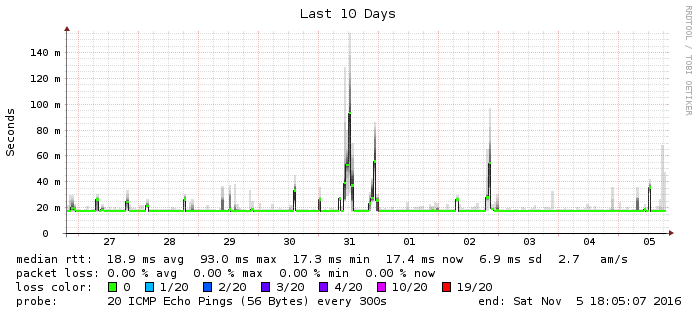 Last 10 Days
RRDTOOL / TOBI OETIKER
Seconds
140 m
120 m
100 m
80 m
60 m
40 m
20 m
0
27 28 29 30 31 01 02 03 04 05
median rtt: 18.9 ms avg 93.0 ms max 17.3 ms min 17.4 ms now 6.9 ms sd 2.7 am/s
packet loss: 0.00 % avg 0.00 % max 0.00 % min 0.00 % now
loss color: 0 1/20 2/20 3/20 4/20 10/20 19/20
probe: 20 ICMP Echo Pings (56 Bytes) every 300s end: Sat Nov 5 18:05:07 2016